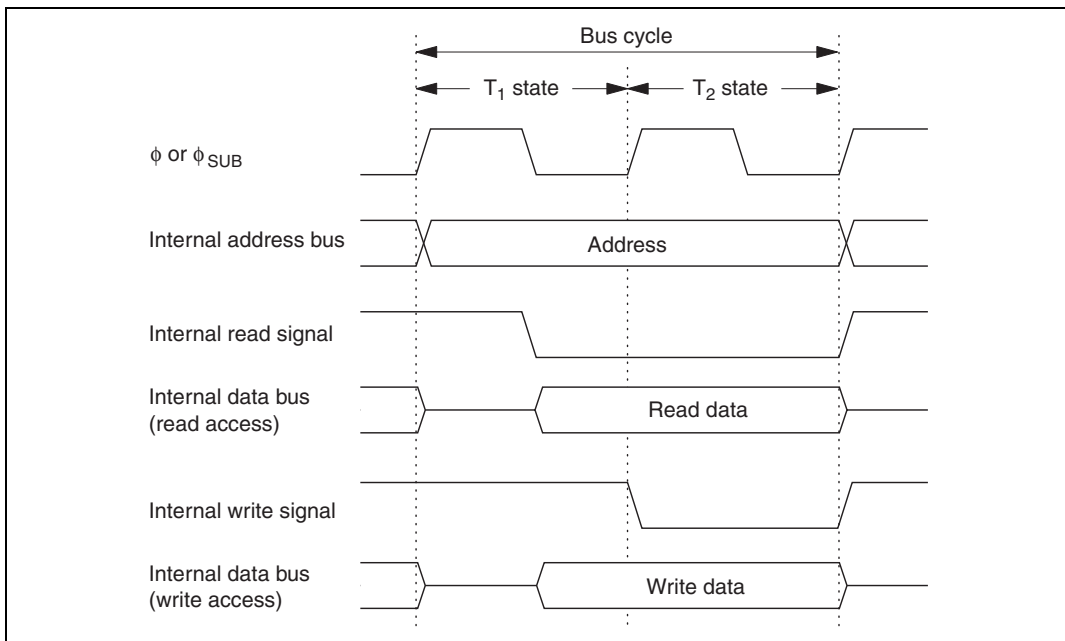 Bus cycle
T₁ state
T₂ state
ϕ or ϕSUB
Internal address bus
Address
Internal read signal
Internal data bus
(read access)
Read data
Internal write signal
Internal data bus
(write access)
Write data